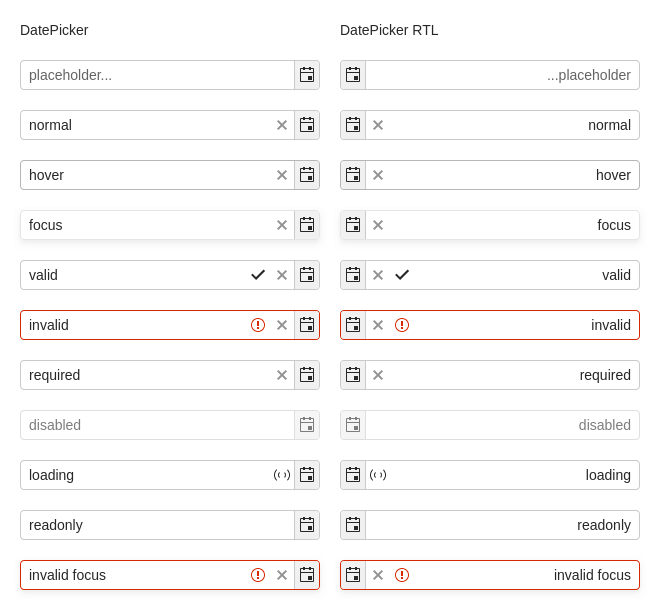 DatePicker DatePicker RTL
placeholder... ...placeholder
normal normal
hover hover
focus focus
valid valid
invalid invalid
required required
disabled disabled
loading loading
readonly readonly
invalid focus invalid focus